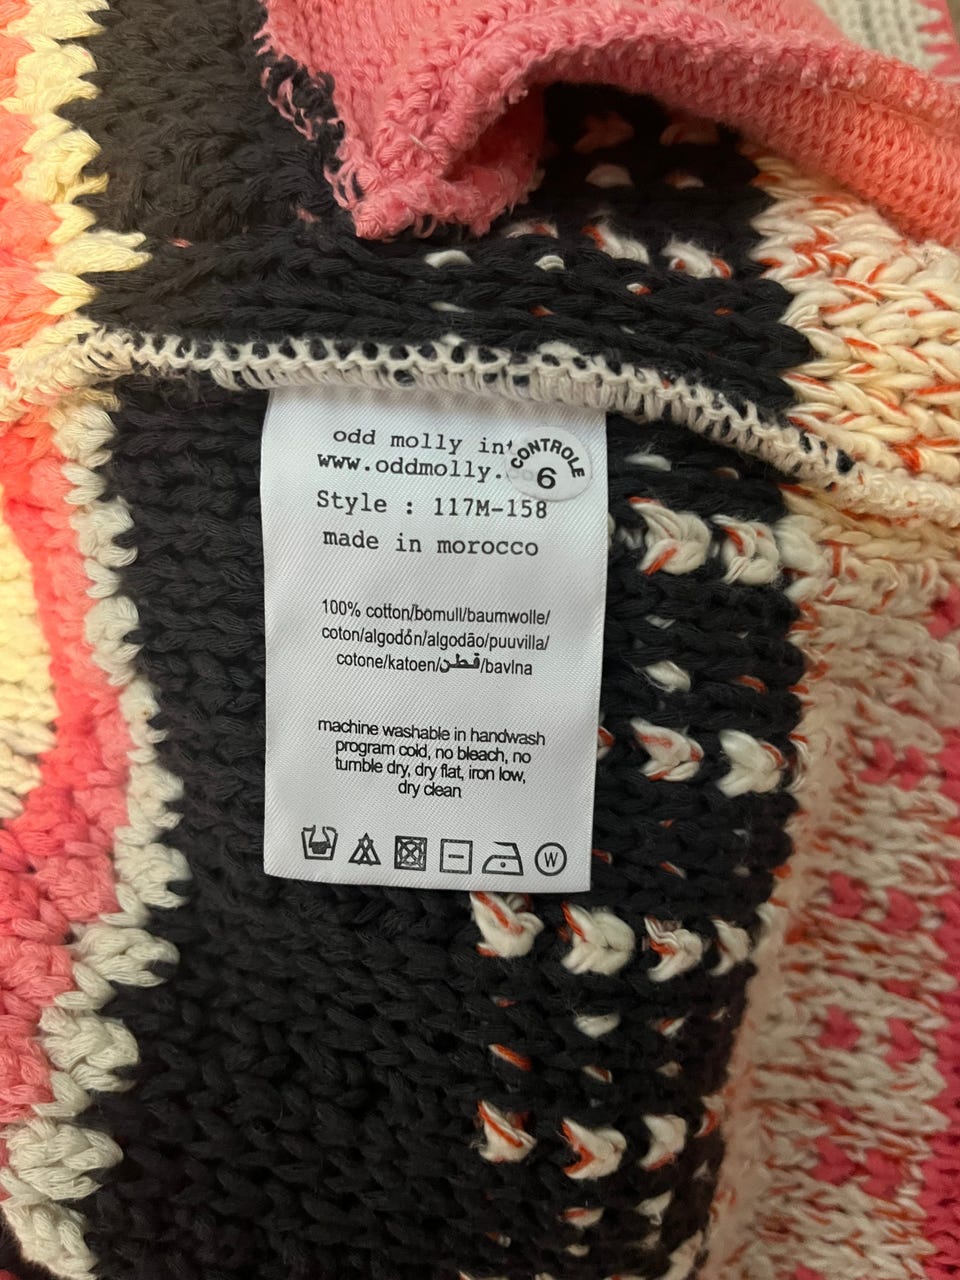 odd molly int
CONTROLE
6
www.oddmolly.
Style : 117M-158
made in morocco
100% cotton/bomull/baumwolle/
coton/algodón/algodão/puuvilla/
cotone/katoen/قطن/bavlna
machine washable in handwash
program cold, no bleach, no
tumble dry, dry flat, iron low,
dry clean
W